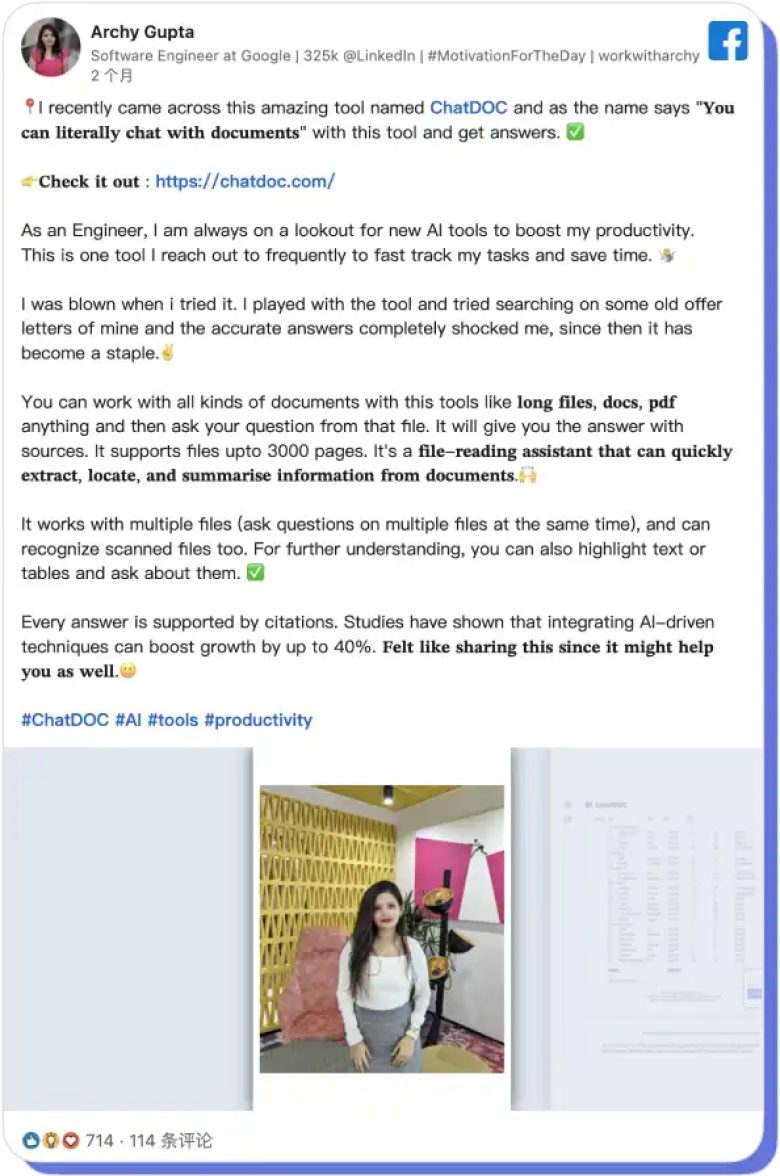 Archy Gupta
Software Engineer at Google | 325k @LinkedIn | #MotivationForTheDay | workwitharchy
2 个月
📍I recently came across this amazing tool named ChatDOC and as the name says "You
can literally chat with documents" with this tool and get answers. ✅
👉Check it out : https://chatdoc.com/
As an Engineer, I am always on a lookout for new AI tools to boost my productivity.
This is one tool I reach out to frequently to fast track my tasks and save time. 
I was blown when i tried it. I played with the tool and tried searching on some old offer
letters of mine and the accurate answers completely shocked me, since then it has
become a staple.✌
You can work with all kinds of documents with this tools like long files, docs, pdf
anything and then ask your question from that file. It will give you the answer with
sources. It supports files upto 3000 pages. It's a file-reading assistant that can quickly
extract, locate, and summarise information from documents.🙌
It works with multiple files (ask questions on multiple files at the same time), and can
recognize scanned files too. For further understanding, you can also highlight text or
tables and ask about them. ✅
Every answer is supported by citations. Studies have shown that integrating AI-driven
techniques can boost growth by up to 40%. Felt like sharing this since it might help
you as well.😀
#ChatDOC #AI #tools #productivity
714 · 114 条评论